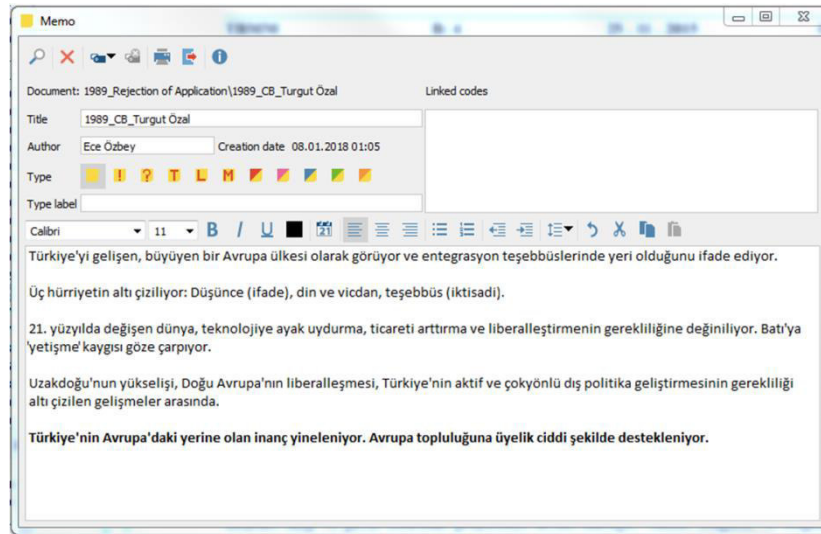 Memo
Document: 1989_Rejection of Application\1989_CB_Turgut Özal
Linked codes
Title 1989_CB_Turgut Özal
Author Ece Özbey Creation date 08.01.2018 01:05
Type ! ? T L M
Type label
Calibri 11 B I U 21
Türkiye'yi gelişen, büyüyen bir Avrupa ülkesi olarak görüyor ve entegrasyon teşebbüslerinde yeri olduğunu ifade ediyor.
Üç hürriyetin altı çiziliyor: Düşünce (ifade), din ve vicdan, teşebbüs (iktisadi).
21. yüzyılda değişen dünya, teknolojiye ayak uydurma, ticareti arttırma ve liberalleştirmenin gerekliliğine değiniliyor. Batı'ya
'yetişme' kaygısı göze çarpıyor.
Uzakdoğu'nun yükselişi, Doğu Avrupa'nın liberalleşmesi, Türkiye'nin aktif ve çokyönlü dış politika geliştirmesinin gerekliliği
altı çizilen gelişmeler arasında.
Türkiye'nin Avrupa'daki yerine olan inanç yineleniyor. Avrupa topluluğuna üyelik ciddi şekilde destekleniyor.